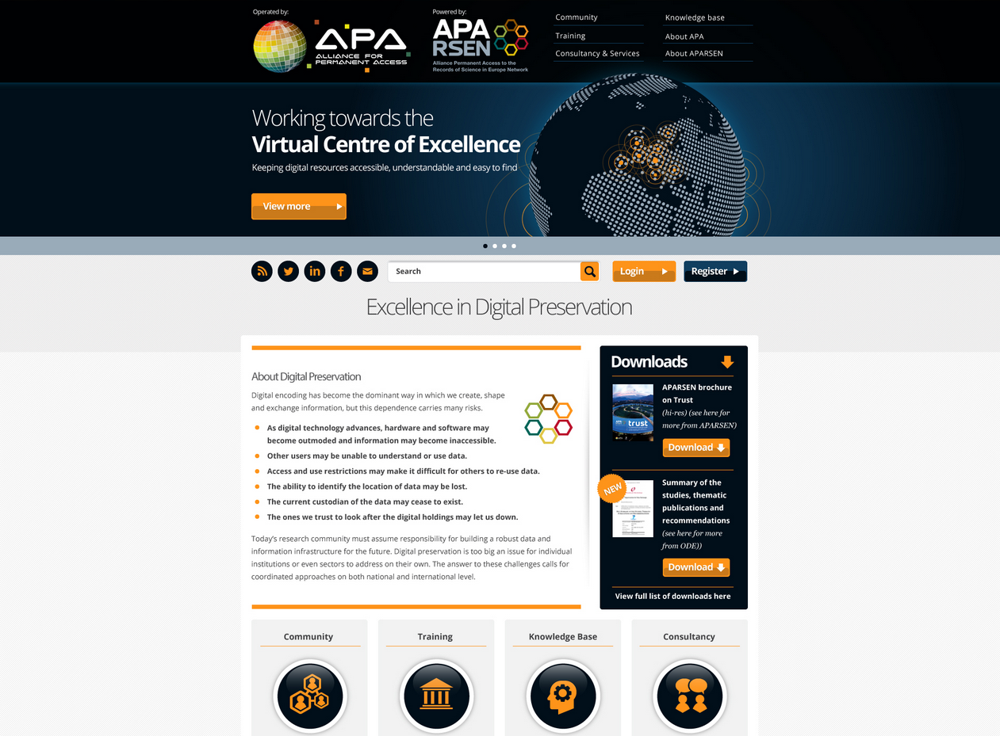 Operated by:
APA
ALLIANCE FOR
PERMANENT ACCESS
Powered by:
APA
RSEN
Alliance Permanent Access to the
Records of Science in Europe Network
Community
Training
Consultancy & Services
Knowledge base
About APA
About APARSEN
Working towards the
Virtual Centre of Excellence
Keeping digital resources accessible, understandable and easy to find
View more
in
f
Search
Login
Register
Excellence in Digital Preservation
About Digital Preservation
Digital encoding has become the dominant way in which we create, shape
and exchange information, but this dependence carries many risks.
As digital technology advances, hardware and software may
become outmoded and information may become inaccessible.
Other users may be unable to understand or use data.
Access and use restrictions may make it difficult for others to re-use data.
The ability to identify the location of data may be lost.
The current custodian of the data may cease to exist.
The ones we trust to look after the digital holdings may let us down.
Today's research community must assume responsibility for building a robust data and
information infrastructure for the future. Digital preservation is too big an issue for individual
institutions or even sectors to address on their own. The answer to these challenges calls for
coordinated approaches on both national and international level.
Downloads
trust
APARSEN brochure
on Trust
(hi-res) (see here for
more from APARSEN)
Download
NEW
Summary of the
studies, thematic
publications and
recommendations
(see here for more
from ODE))
Download
View full list of downloads here
Community
Training
Knowledge Base
Consultancy